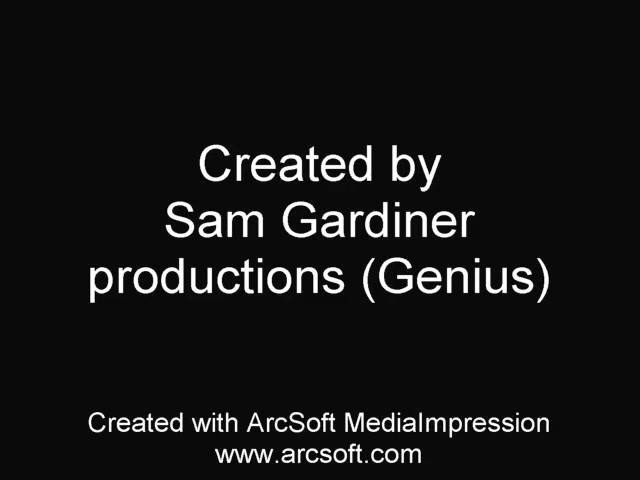 Created by
Sam Gardiner
productions (Genius)
Created with ArcSoft MediaImpression
www.arcsoft.com